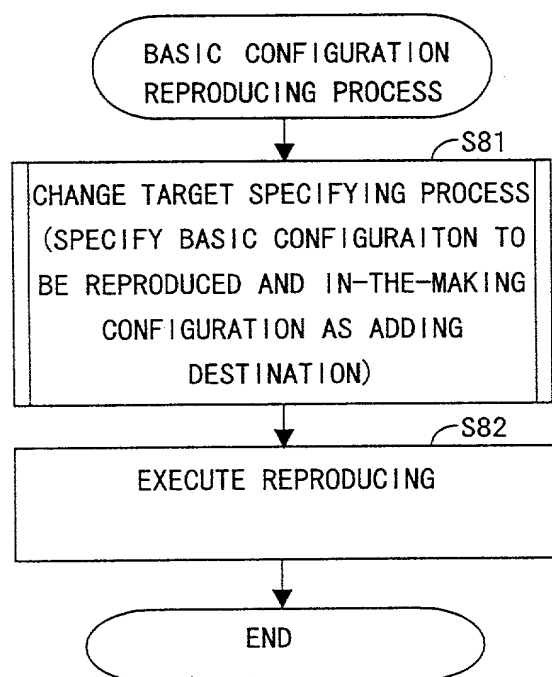 BASIC CONFIGURATION
REPRODUCING PROCESS
S81
CHANGE TARGET SPECIFYING PROCESS
(SPECIFY BASIC CONFIGURAITON TO
BE REPRODUCED AND IN-THE-MAKING
CONFIGURATION AS ADDING
DESTINATION)
S82
EXECUTE REPRODUCING
END